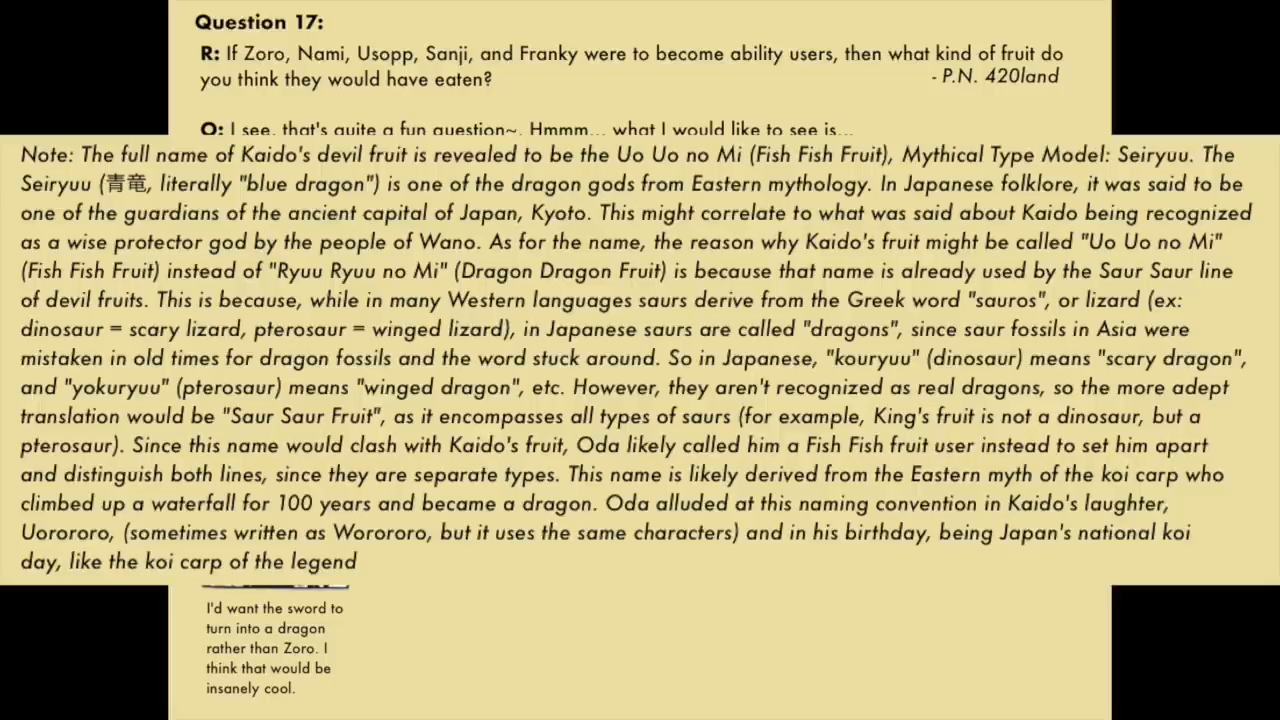 Question 17:
R: If Zoro, Nami, Usopp, Sanji, and Franky were to become ability users, then what kind of fruit do
you think they would have eaten?
- P.N. 420land
O: I see, that's quite a fun question~. Hmmm... what I would like to see is...
Note: The full name of Kaido's devil fruit is revealed to be the Uo Uo no Mi (Fish Fish Fruit), Mythical Type Model: Seiryuu. The
Seiryuu (青竜, literally "blue dragon") is one of the dragon gods from Eastern mythology. In Japanese folklore, it was said to be
one of the guardians of the ancient capital of Japan, Kyoto. This might correlate to what was said about Kaido being recognized
as a wise protector god by the people of Wano. As for the name, the reason why Kaido's fruit might be called "Uo Uo no Mi"
(Fish Fish Fruit) instead of "Ryuu Ryuu no Mi" (Dragon Dragon Fruit) is because that name is already used by the Saur Saur line
of devil fruits. This is because, while in many Western languages saurs derive from the Greek word "sauros", or lizard (ex:
dinosaur = scary lizard, pterosaur = winged lizard), in Japanese saurs are called "dragons", since saur fossils in Asia were
mistaken in old times for dragon fossils and the word stuck around. So in Japanese, "kouryuu" (dinosaur) means "scary dragon",
and "yokuryuu" (pterosaur) means "winged dragon", etc. However, they aren't recognized as real dragons, so the more adept
translation would be "Saur Saur Fruit", as it encompasses all types of saurs (for example, King's fruit is not a dinosaur, but a
pterosaur). Since this name would clash with Kaido's fruit, Oda likely called him a Fish Fish fruit user instead to set him apart
and distinguish both lines, since they are separate types. This name is likely derived from the Eastern myth of the koi carp who
climbed up a waterfall for 100 years and became a dragon. Oda alluded at this naming convention in Kaido's laughter,
Uorororo, (sometimes written as Worororo, but it uses the same characters) and in his birthday, being Japan's national koi
day, like the koi carp of the legend
I'd want the sword to
turn into a dragon
rather than Zoro. I
think that would be
insanely cool.